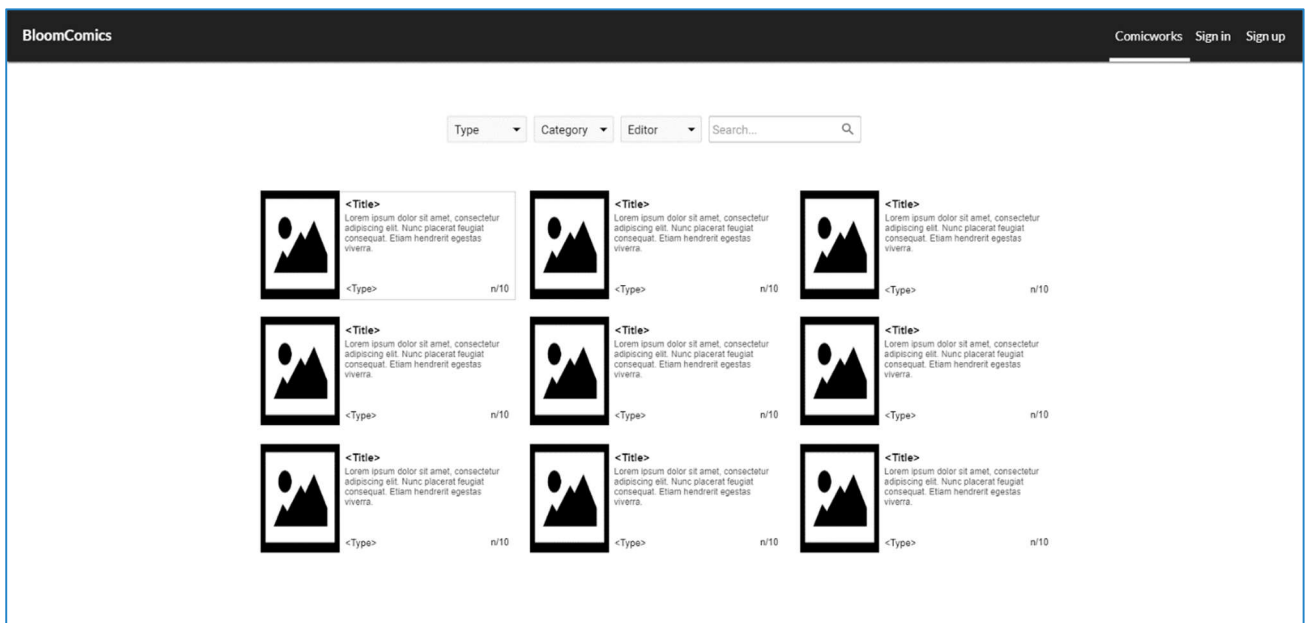 BloomComics Comicworks Sign in Sign up
Type Category Editor Search...
<Title>
Lorem ipsum dolor sit amet, consectetur
adipiscing elit. Nunc placerat feugiat
consequat. Etiam hendrerit egestas
viverra.
<Type> n/10
<Title>
Lorem ipsum dolor sit amet, consectetur
adipiscing elit. Nunc placerat feugiat
consequat. Etiam hendrerit egestas
viverra.
<Type> n/10
<Title>
Lorem ipsum dolor sit amet, consectetur
adipiscing elit. Nunc placerat feugiat
consequat. Etiam hendrerit egestas
viverra.
<Type> n/10
<Title>
Lorem ipsum dolor sit amet, consectetur
adipiscing elit. Nunc placerat feugiat
consequat. Etiam hendrerit egestas
viverra.
<Type> n/10
<Title>
Lorem ipsum dolor sit amet, consectetur
adipiscing elit. Nunc placerat feugiat
consequat. Etiam hendrerit egestas
viverra.
<Type> n/10
<Title>
Lorem ipsum dolor sit amet, consectetur
adipiscing elit. Nunc placerat feugiat
consequat. Etiam hendrerit egestas
viverra.
<Type> n/10
<Title>
Lorem ipsum dolor sit amet, consectetur
adipiscing elit. Nunc placerat feugiat
consequat. Etiam hendrerit egestas
viverra.
<Type> n/10
<Title>
Lorem ipsum dolor sit amet, consectetur
adipiscing elit. Nunc placerat feugiat
consequat. Etiam hendrerit egestas
viverra.
<Type> n/10
<Title>
Lorem ipsum dolor sit amet, consectetur
adipiscing elit. Nunc placerat feugiat
consequat. Etiam hendrerit egestas
viverra.
<Type> n/10